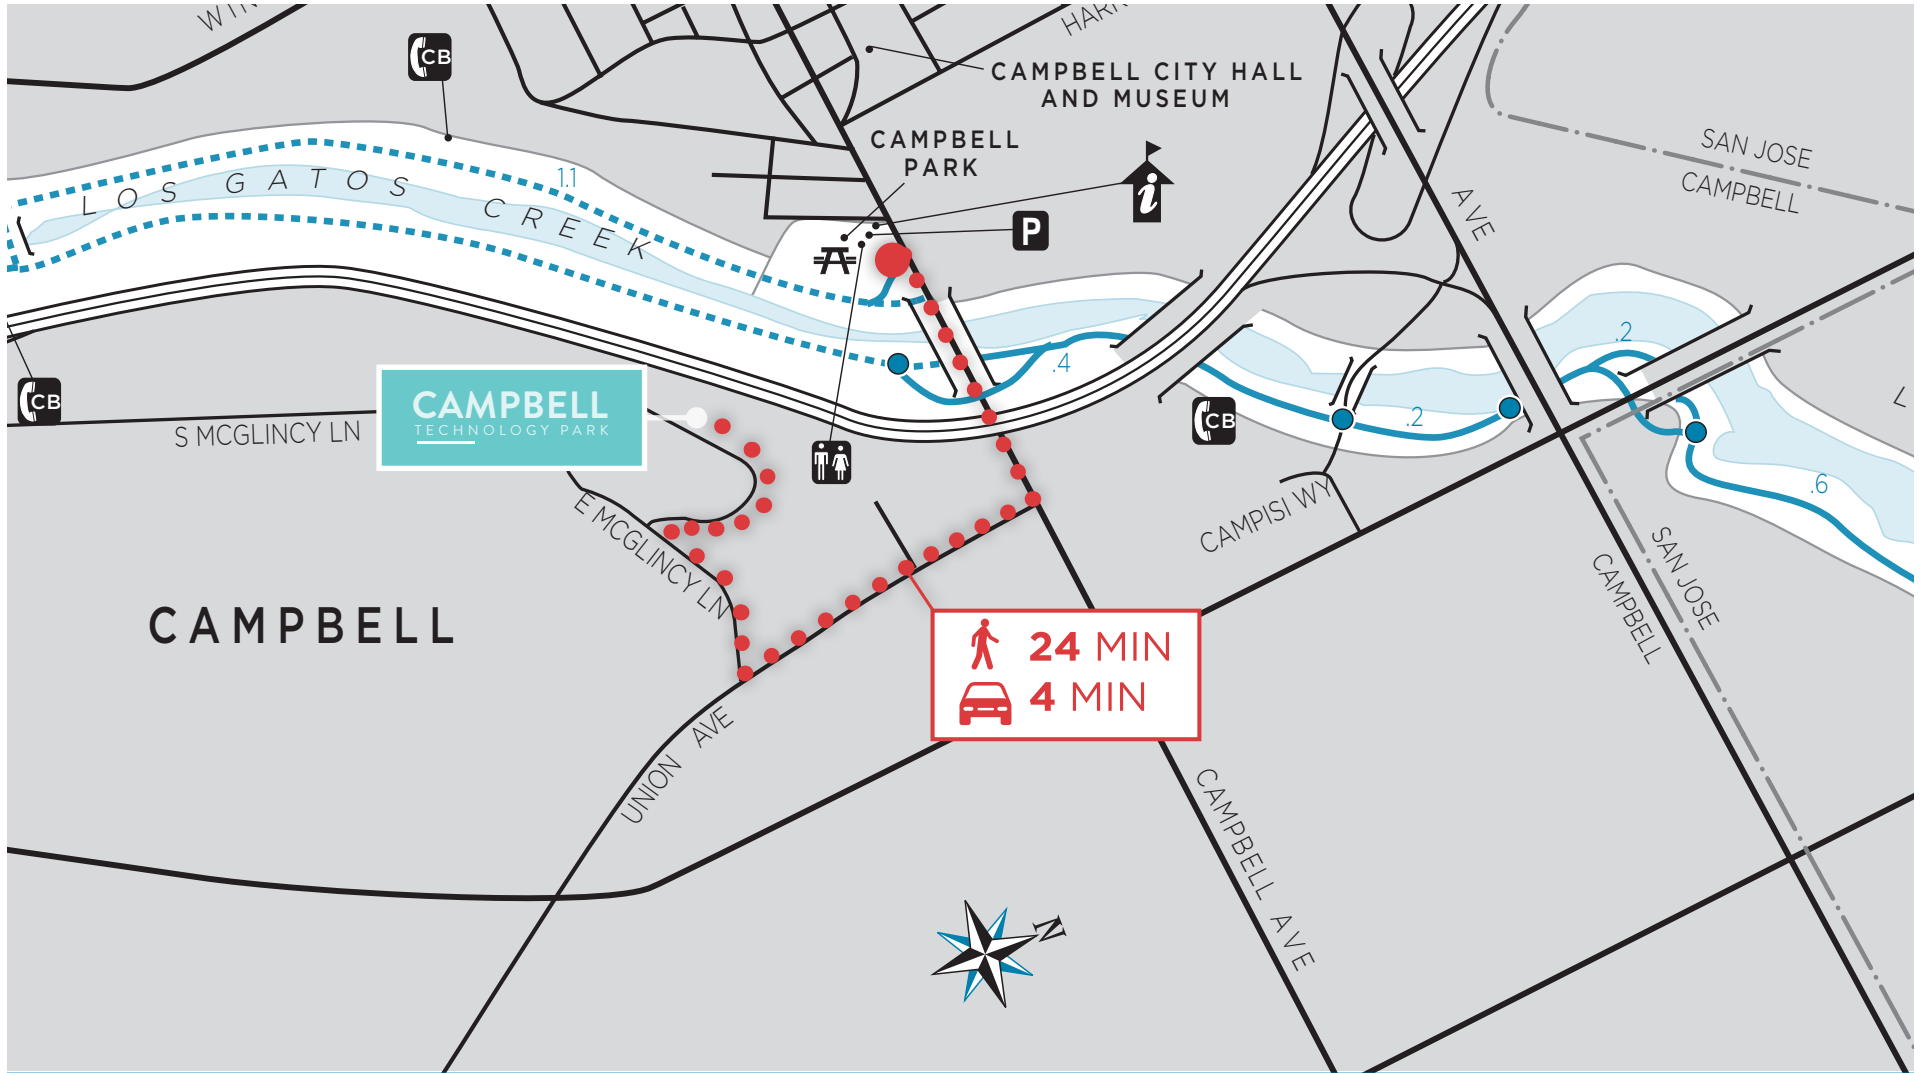 CB
CAMPBELL CITY HALL
AND MUSEUM
CAMPBELL
PARK
SAN JOSE
CAMPBELL
AVE
LOS GATOS CREEK
1.1
i
P
.4
.2
.2
.6
CB
CB
S MCGLINCY LN
CAMPBELL
TECHNOLOGY PARK
E MCGLINCY LN
CAMPISI WY
SAN JOSE
CAMPBELL
CAMPBELL
24 MIN
4 MIN
UNION AVE
CAMPBELL AVE
N